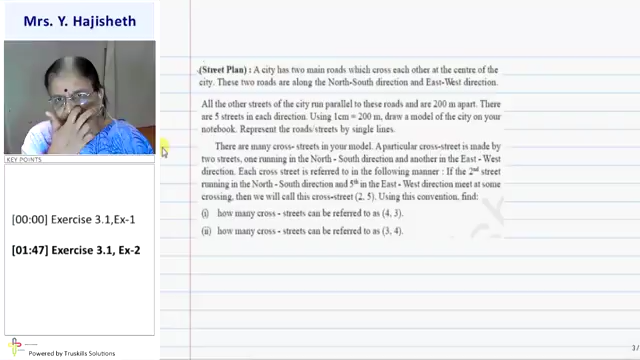 Mrs. Y. Hajisheth
(Street Plan) : A city has two main roads which cross each other at the centre of the
city. These two roads are along the North-South direction and East-West direction.
All the other streets of the city run parallel to these roads and are 200 m apart. There
are 5 streets in each direction. Using 1cm = 200 m, draw a model of the city on your
notebook. Represent the roads/streets by single lines.
There are many cross- streets in your model. A particular cross-street is made by
two streets, one running in the North - South direction and another in the East - West
direction. Each cross street is referred to in the following manner : If the 2nd street
running in the North - South direction and 5th in the East - West direction meet at some
crossing, then we will call this cross-street (2, 5). Using this convention, find:
(i) how many cross - streets can be referred to as (4, 3).
(ii) how many cross - streets can be referred to as (3, 4).
KEY POINTS
[00:00] Exercise 3.1,Ex-1
[01:47] Exercise 3.1, Ex-2
Powered by Truskills Solutions
3 /